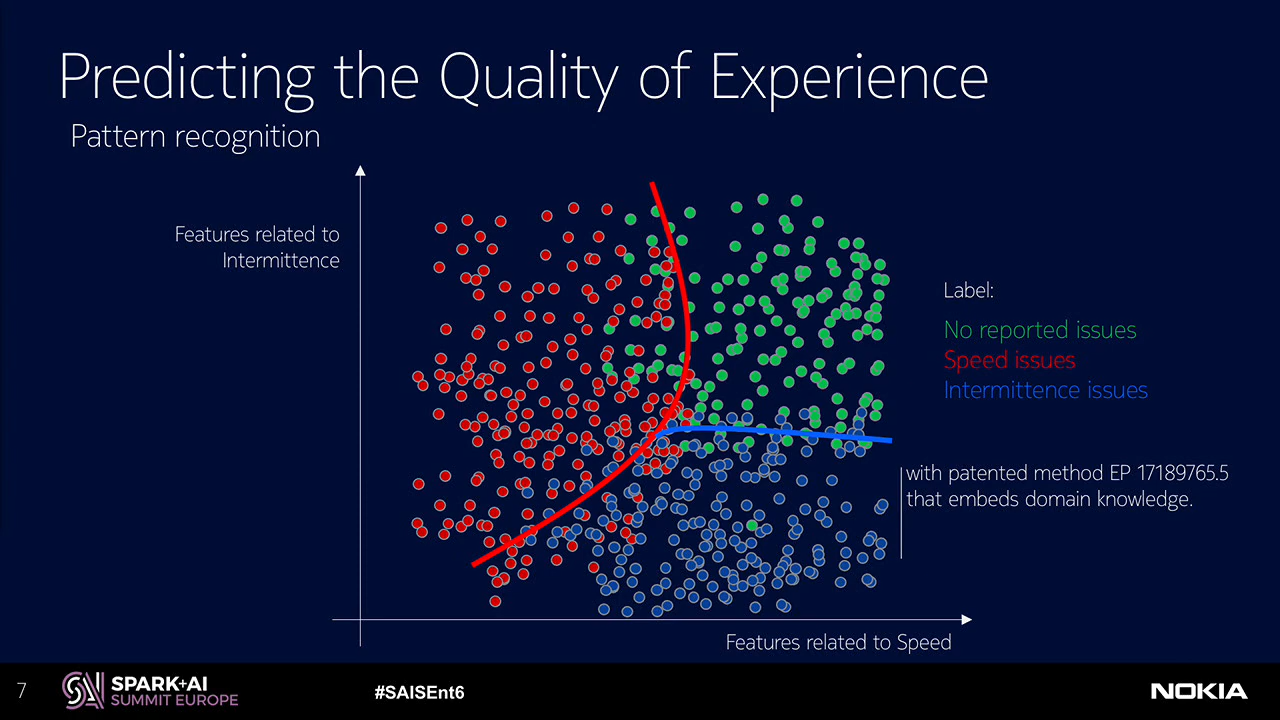 Predicting the Quality of Experience
Pattern recognition
Features related to
Intermittence
Label:
No reported issues
Speed issues
Intermittence issues
with patented method EP 17189765.5
that embeds domain knowledge.
Features related to Speed
7
SPARK+AI
SUMMIT EUROPE
#SAISEnt6
NOKIA